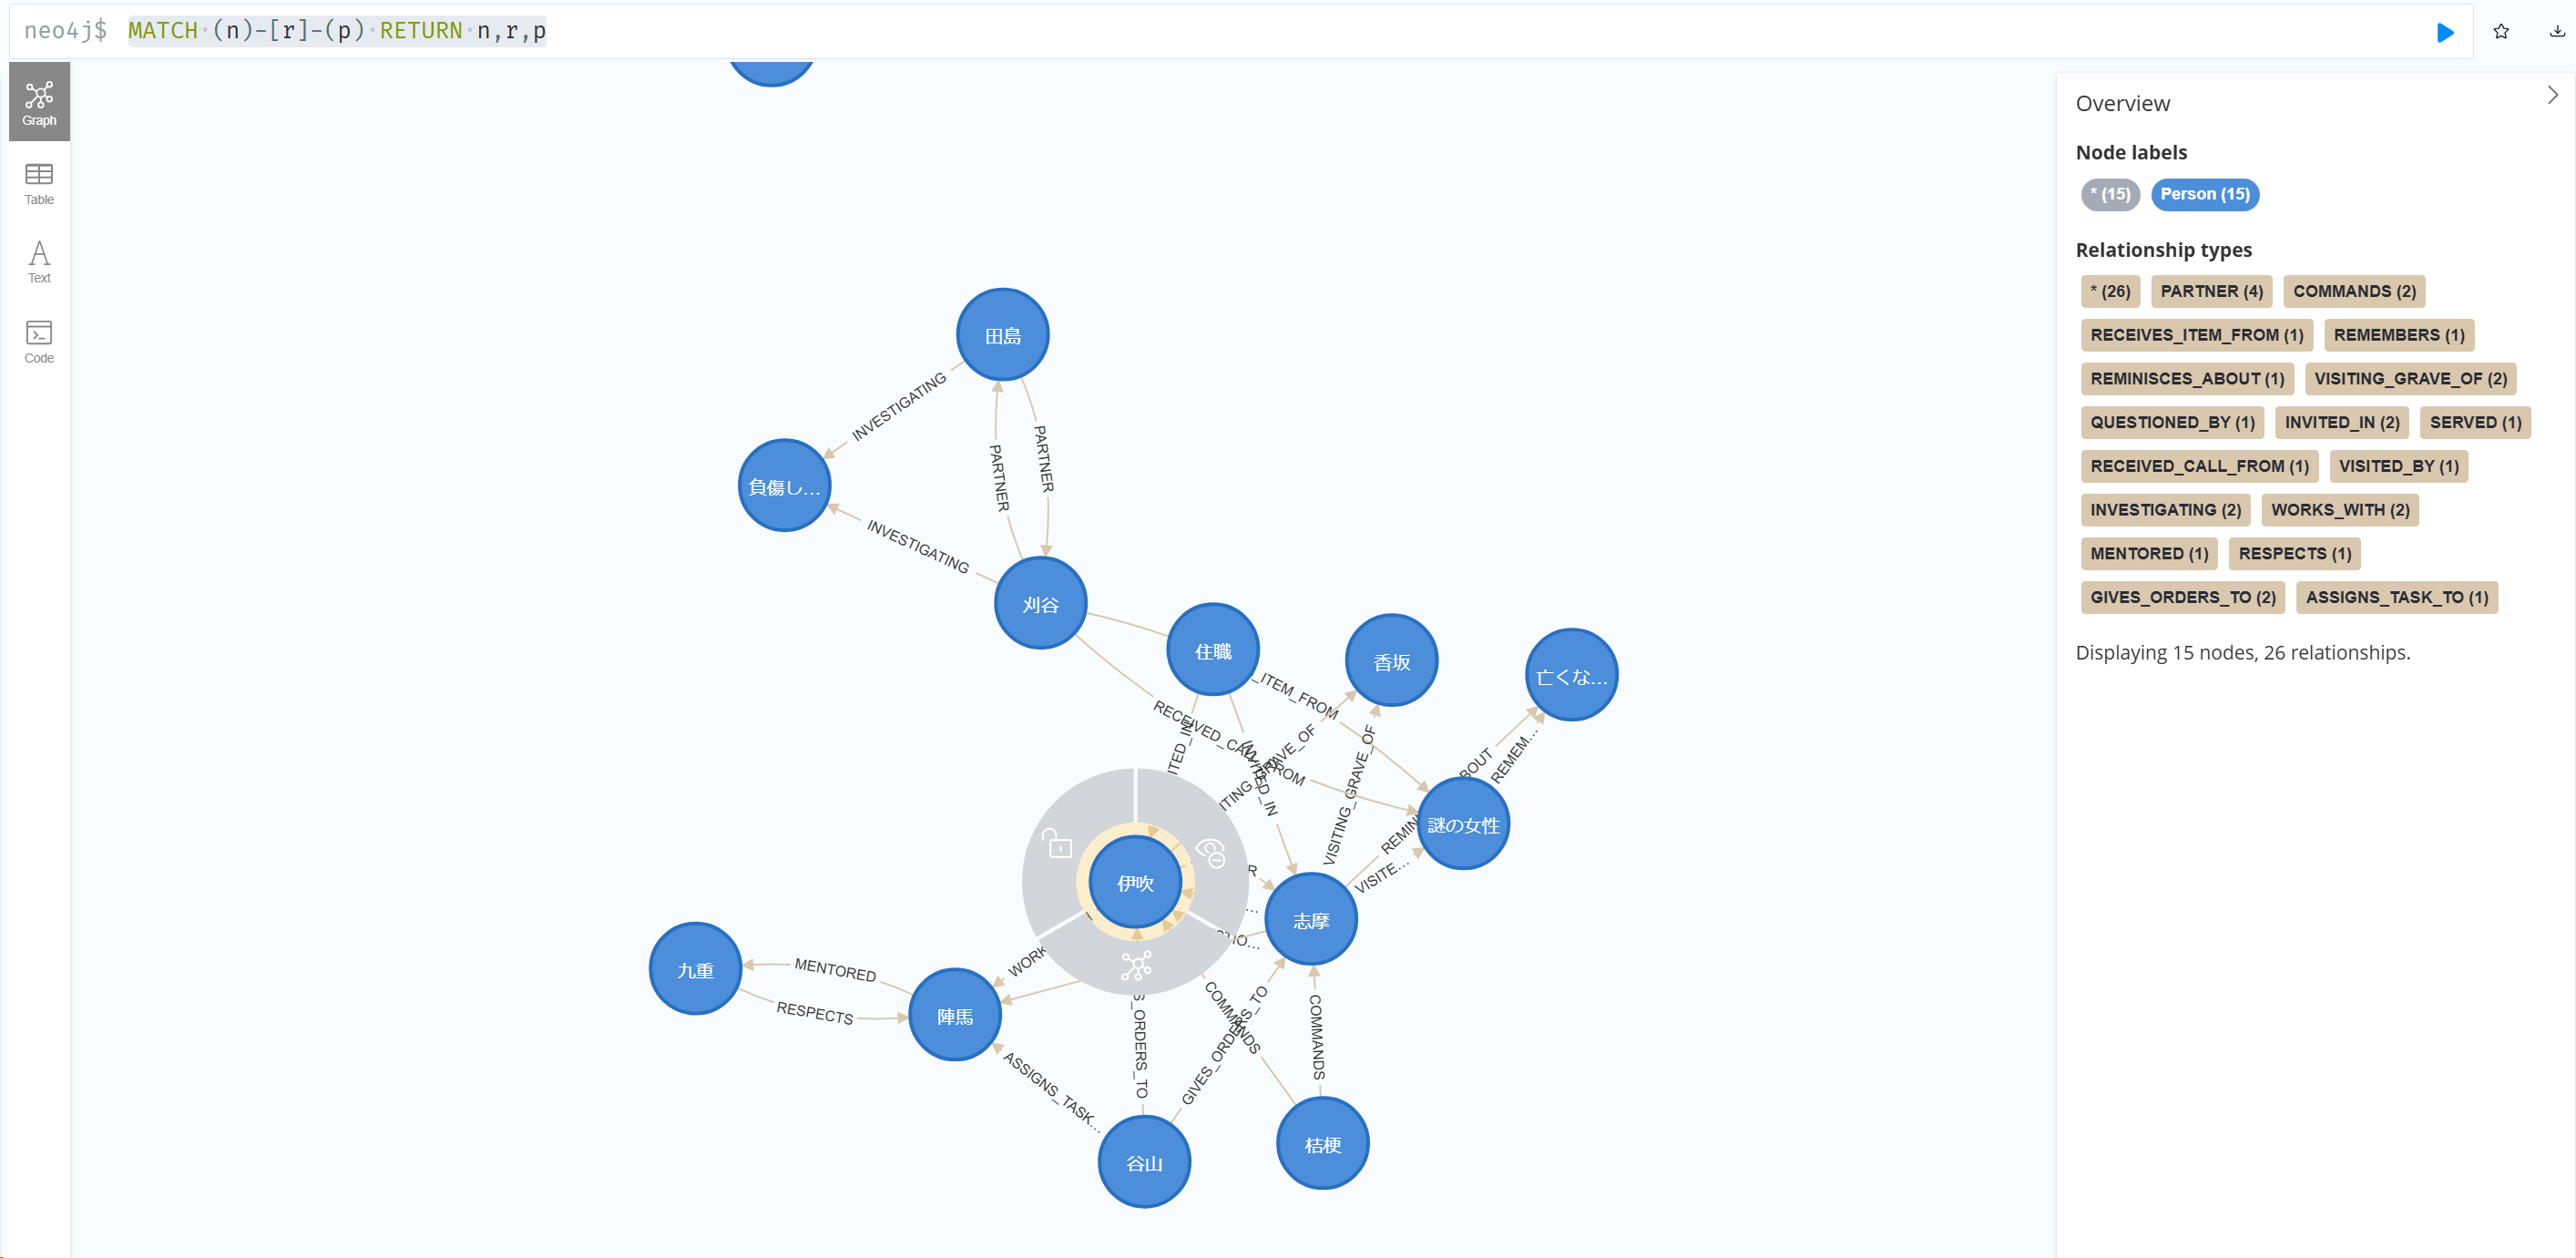 neo4j$ MATCH (n)-[r]-(p) RETURN n,r,p
Graph
Table
Text
Code
Overview
Node labels
* (15) Person (15)
Relationship types
* (26) PARTNER (4) COMMANDS (2)
RECEIVES_ITEM_FROM (1) REMEMBERS (1)
REMINISCES_ABOUT (1) VISITING_GRAVE_OF (2)
QUESTIONED_BY (1) INVITED_IN (2) SERVED (1)
RECEIVED_CALL_FROM (1) VISITED_BY (1)
INVESTIGATING (2) WORKS_WITH (2)
MENTORED (1) RESPECTS (1)
GIVES_ORDERS_TO (2) ASSIGNS_TASK_TO (1)
Displaying 15 nodes, 26 relationships.
田島
INVESTIGATING
PARTNER
PARTNER
負傷し...
INVESTIGATING
刈谷
住職
香坂
亡くな...
_ITEM_FROM
RECEIVED_CALL_FROM
ITED_IN
INVITED_IN
ITING_GRAVE_OF
VISITING_GRAVE_OF
BOUT
REMEM...
謎の女性
REMIN
VISITE...
伊吹
R
...
志摩
九重
MENTORED
RESPECTS
陣馬
WORK
COMMANDS
GIVES_ORDERS_TO
COMMANDS
S_ORDERS_TO
ASSIGNS_TASK...
谷山
桔梗